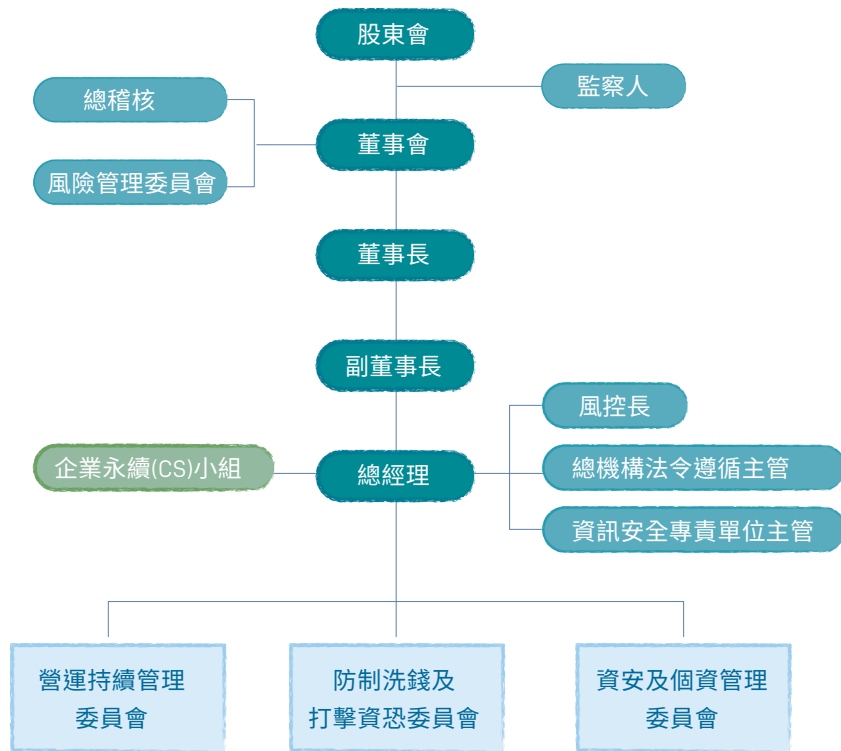 股東會
監察人
總稽核
董事會
風險管理委員會
董事長
副董事長
風控長
企業永續(CS)小組
總經理
總機構法令遵循主管
資訊安全專責單位主管
營運持續管理
委員會
防制洗錢及
打擊資恐委員會
資安及個資管理
委員會